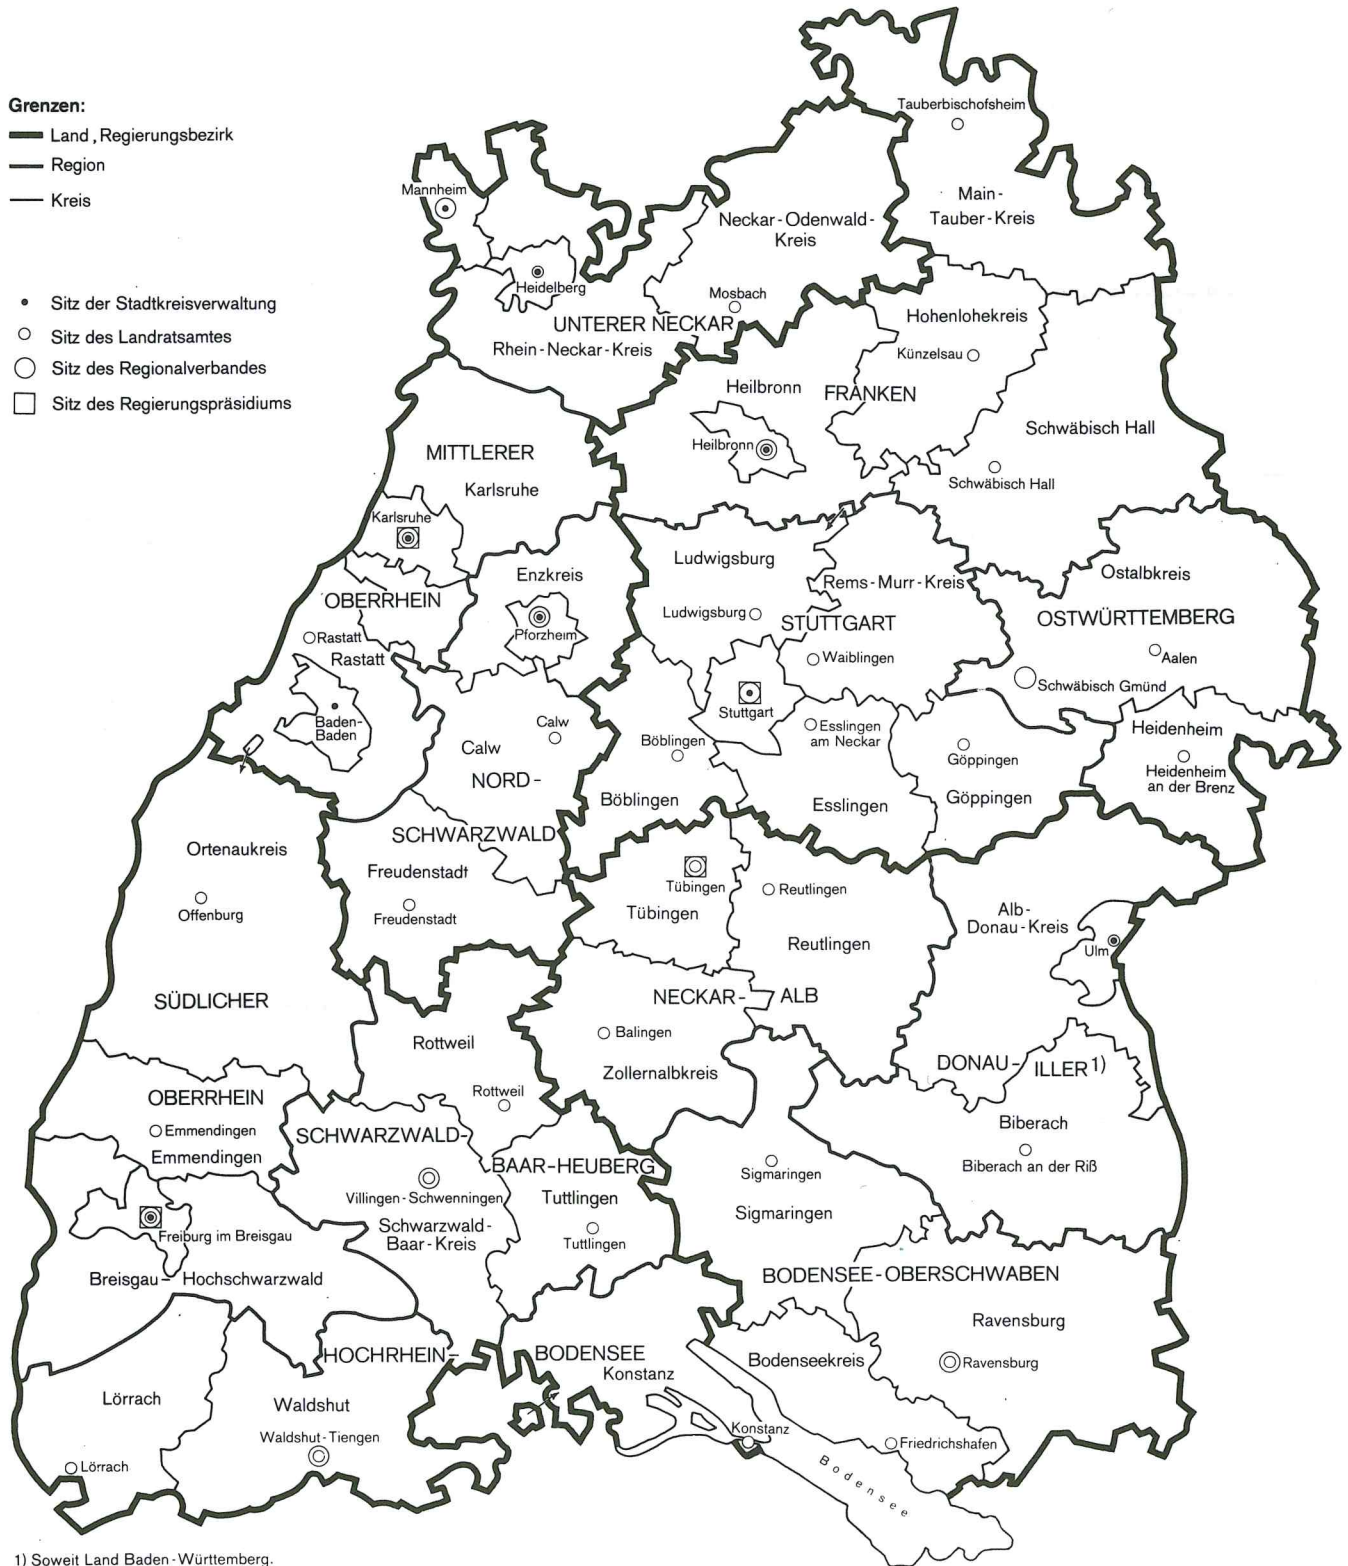 Grenzen:
Land, Regierungsbezirk
Region
Kreis
Sitz der Stadtkreisverwaltung
Sitz des Landratsamtes
Sitz des Regionalverbandes
Sitz des Regierungspräsidiums
Tauberbischofsheim
Main-
Tauber-Kreis
Mannheim
Neckar-Odenwald-
Kreis
Heidelberg
Mosbach
UNTERER NECKAR
Rhein-Neckar-Kreis
Hohenlohekreis
Künzelsau
Heilbronn
FRANKEN
Heilbronn
Schwäbisch Hall
Schwäbisch Hall
MITTLERER
Karlsruhe
Karlsruhe
Enzkreis
Pforzheim
OBERRHEIN
Rastatt
Rastatt
Baden-
Baden
Ludwigsburg
Ludwigsburg
Rems-Murr-Kreis
STUTTGART
Waiblingen
Stuttgart
Ostalbkreis
OSTWÜRTTEMBERG
Aalen
Schwäbisch Gmünd
Heidenheim
Heidenheim
an der Brenz
Calw
Calw
NORD-
SCHWARZWALD
Böblingen
Böblingen
Esslingen
am Neckar
Esslingen
Göppingen
Göppingen
Ortenaukreis
Offenburg
Freudenstadt
Freudenstadt
Tübingen
Tübingen
Reutlingen
Reutlingen
Alb-
Donau-Kreis
Ulm
SÜDLICHER
OBERRHEIN
NECKAR- ALB
Balingen
Zollernalbkreis
Rottweil
Rottweil
DONAU- ILLER 1)
Biberach
Biberach an der Riß
Emmendingen
Emmendingen
SCHWARZWALD-
BAAR-HEUBERG
Villingen-Schwenningen
Schwarzwald-
Baar-Kreis
Tuttlingen
Tuttlingen
Sigmaringen
Sigmaringen
Freiburg im Breisgau
Breisgau- Hochschwarzwald
BODENSEE-OBERSCHWABEN
Ravensburg
Ravensburg
Bodenseekreis
HOCHRHEIN-
BODENSEE
Konstanz
Konstanz
Friedrichshafen
Bodensee
Lörrach
Lörrach
Waldshut
Waldshut-Tiengen
1) Soweit Land Baden-Württemberg.